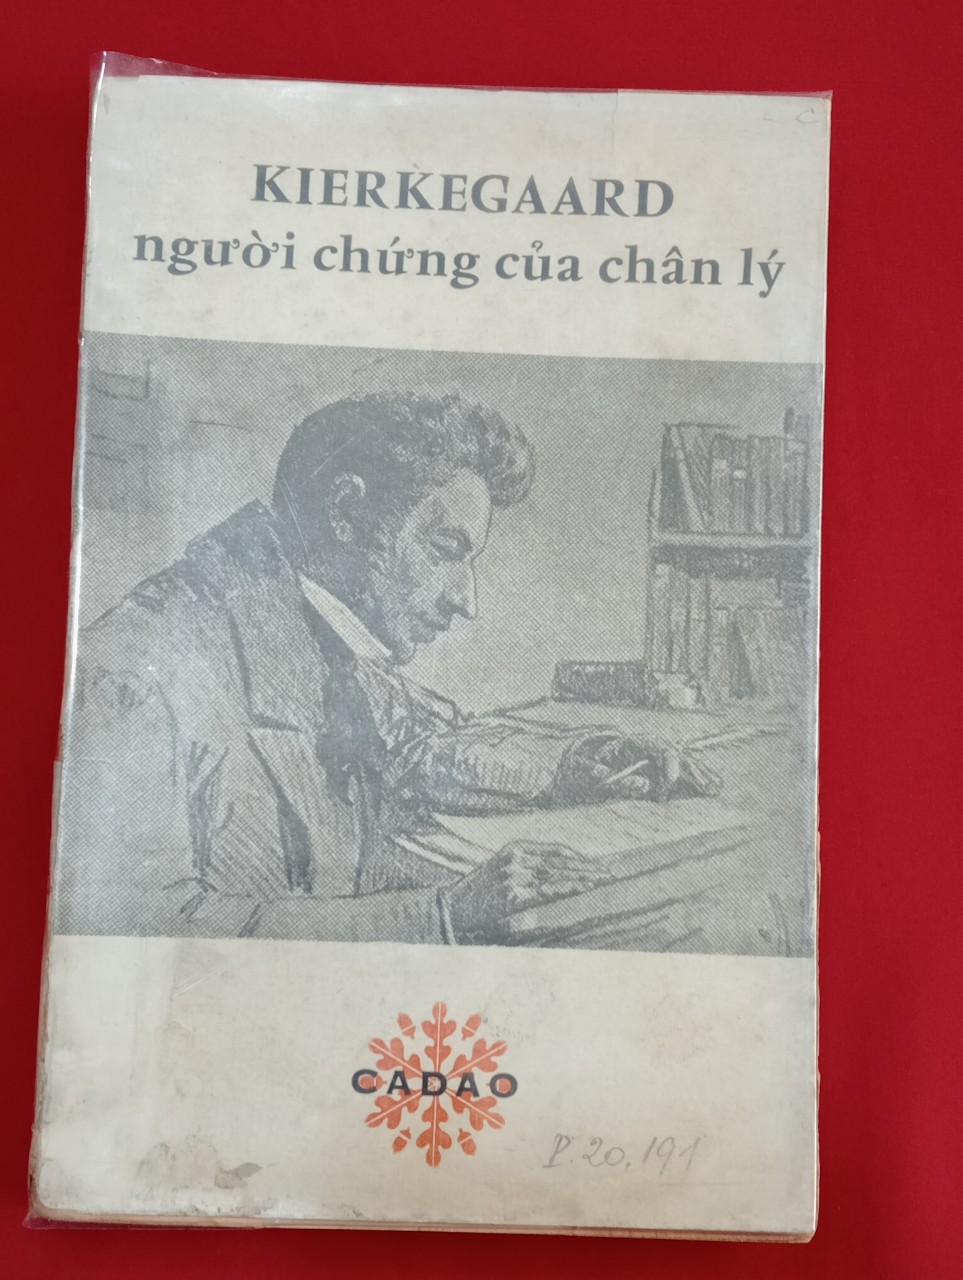 KIERKEGAARD
người chứng của chân lý
CADAO
P.20,191